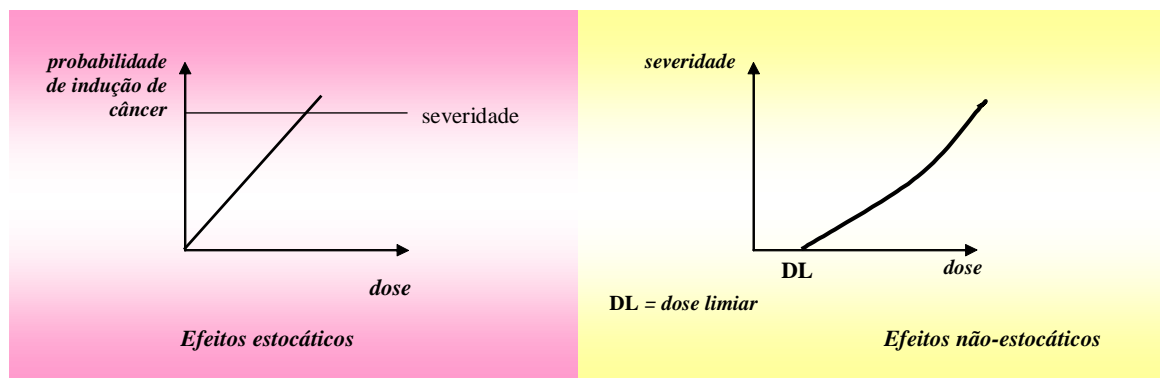 probabilidade
de indução de
câncer
severidade
dose
Efeitos estocáticos
severidade
DL
dose
DL = dose limiar
Efeitos não-estocáticos